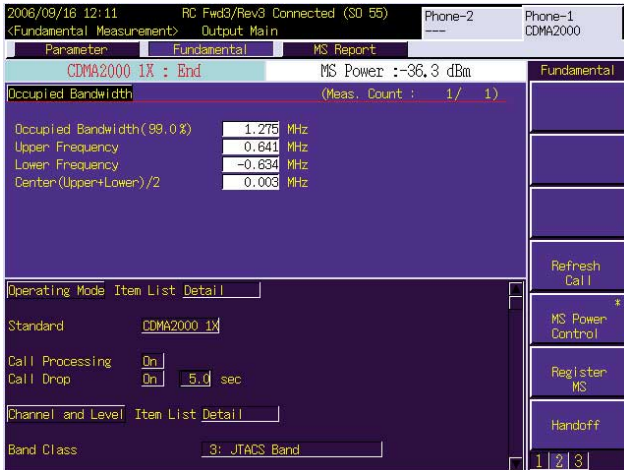 2006/09/16 12:11 RC Fwd3/Rev3 Connected (SO 55)
<Fundamental Measurement> Output Main
Phone-2
---
Phone-1
CDMA2000
Parameter Fundamental MS Report
CDMA2000 1X : End MS Power :-36.3 dBm Fundamental
Occupied Bandwidth (Meas. Count : 1/ 1)
Occupied Bandwidth(99.0%) 1.275 MHz
Upper Frequency 0.641 MHz
Lower Frequency -0.634 MHz
Center(Upper+Lower)/2 0.003 MHz
Operating Mode Item List Detail
Standard CDMA2000 1X
Call Processing On
Call Drop On 5.0 sec
Channel and Level Item List Detail
Band Class 3: JTACS Band
Refresh
Call
*
MS Power
Control
Register
MS
Handoff
1 2 3